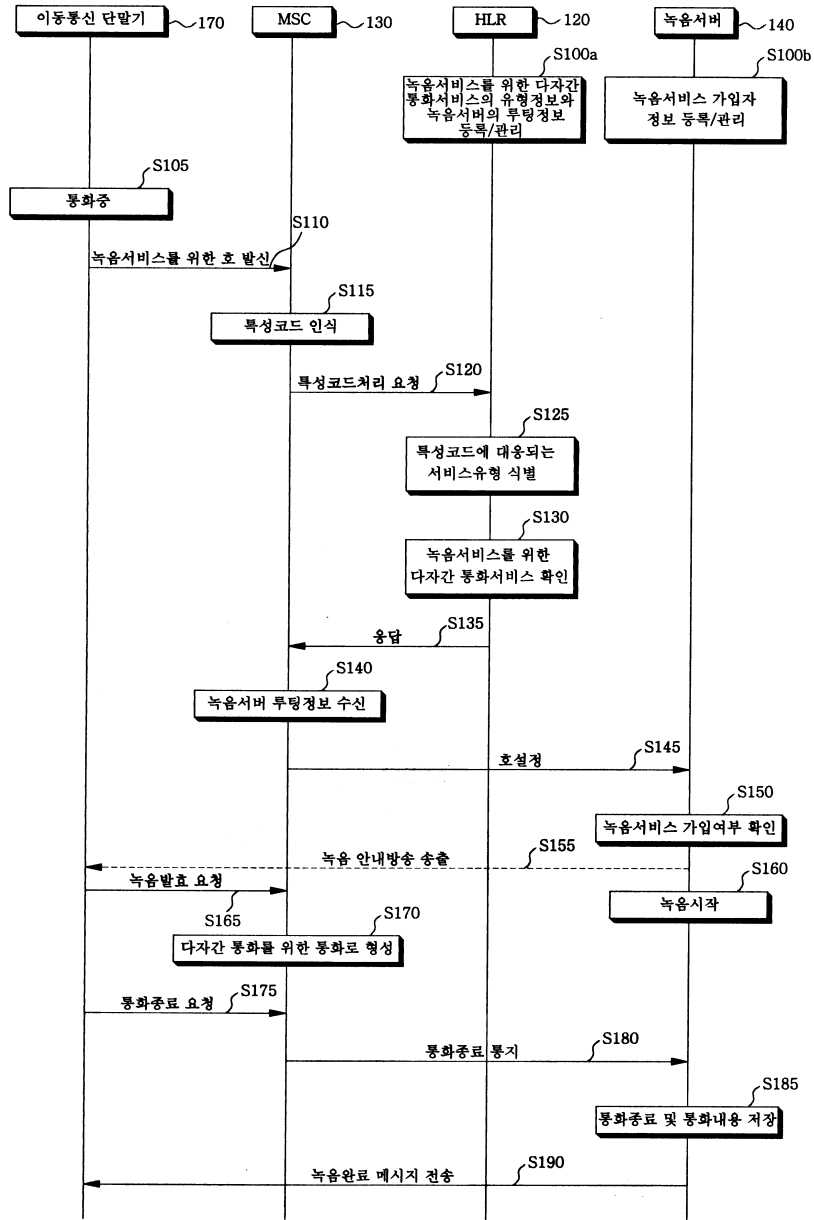 이동통신 단말기
170
MSC
130
HLR
120
녹음서버
140
S100a
녹음서비스를 위한 다자간
통화서비스의 유형정보와
녹음서버의 루팅정보
등록/관리
S100b
녹음서비스 가입자
정보 등록/관리
S105
통화중
S110
녹음서비스를 위한 호 발신
S115
특성코드 인식
S120
특성코드처리 요청
S125
특성코드에 대응되는
서비스유형 식별
S130
녹음서비스를 위한
다자간 통화서비스 확인
S135
응답
S140
녹음서버 루팅정보 수신
S145
호설정
S150
녹음서비스 가입여부 확인
S155
녹음 안내방송 송출
S160
녹음시작
녹음발효 요청
S165
S170
다자간 통화를 위한 통화로 형성
S175
통화종료 요청
S180
통화종료 통지
S185
통화종료 및 통화내용 저장
S190
녹음완료 메시지 전송